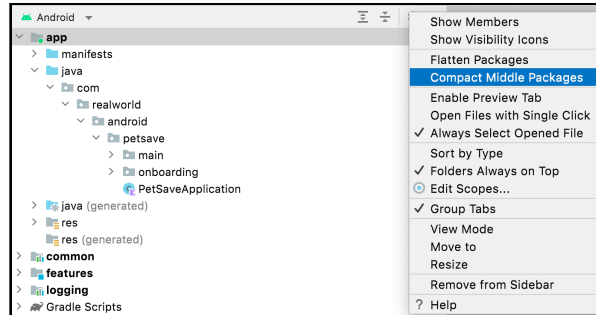 Android
app
manifests
java
com
realworld
android
petsave
main
onboarding
PetSaveApplication
java (generated)
res
res (generated)
common
features
logging
Gradle Scripts
Show Members
Show Visibility Icons
Flatten Packages
Compact Middle Packages
Enable Preview Tab
Open Files with Single Click
Always Select Opened File
Sort by Type
Folders Always on Top
Edit Scopes...
Group Tabs
View Mode
Move to
Resize
Remove from Sidebar
? Help